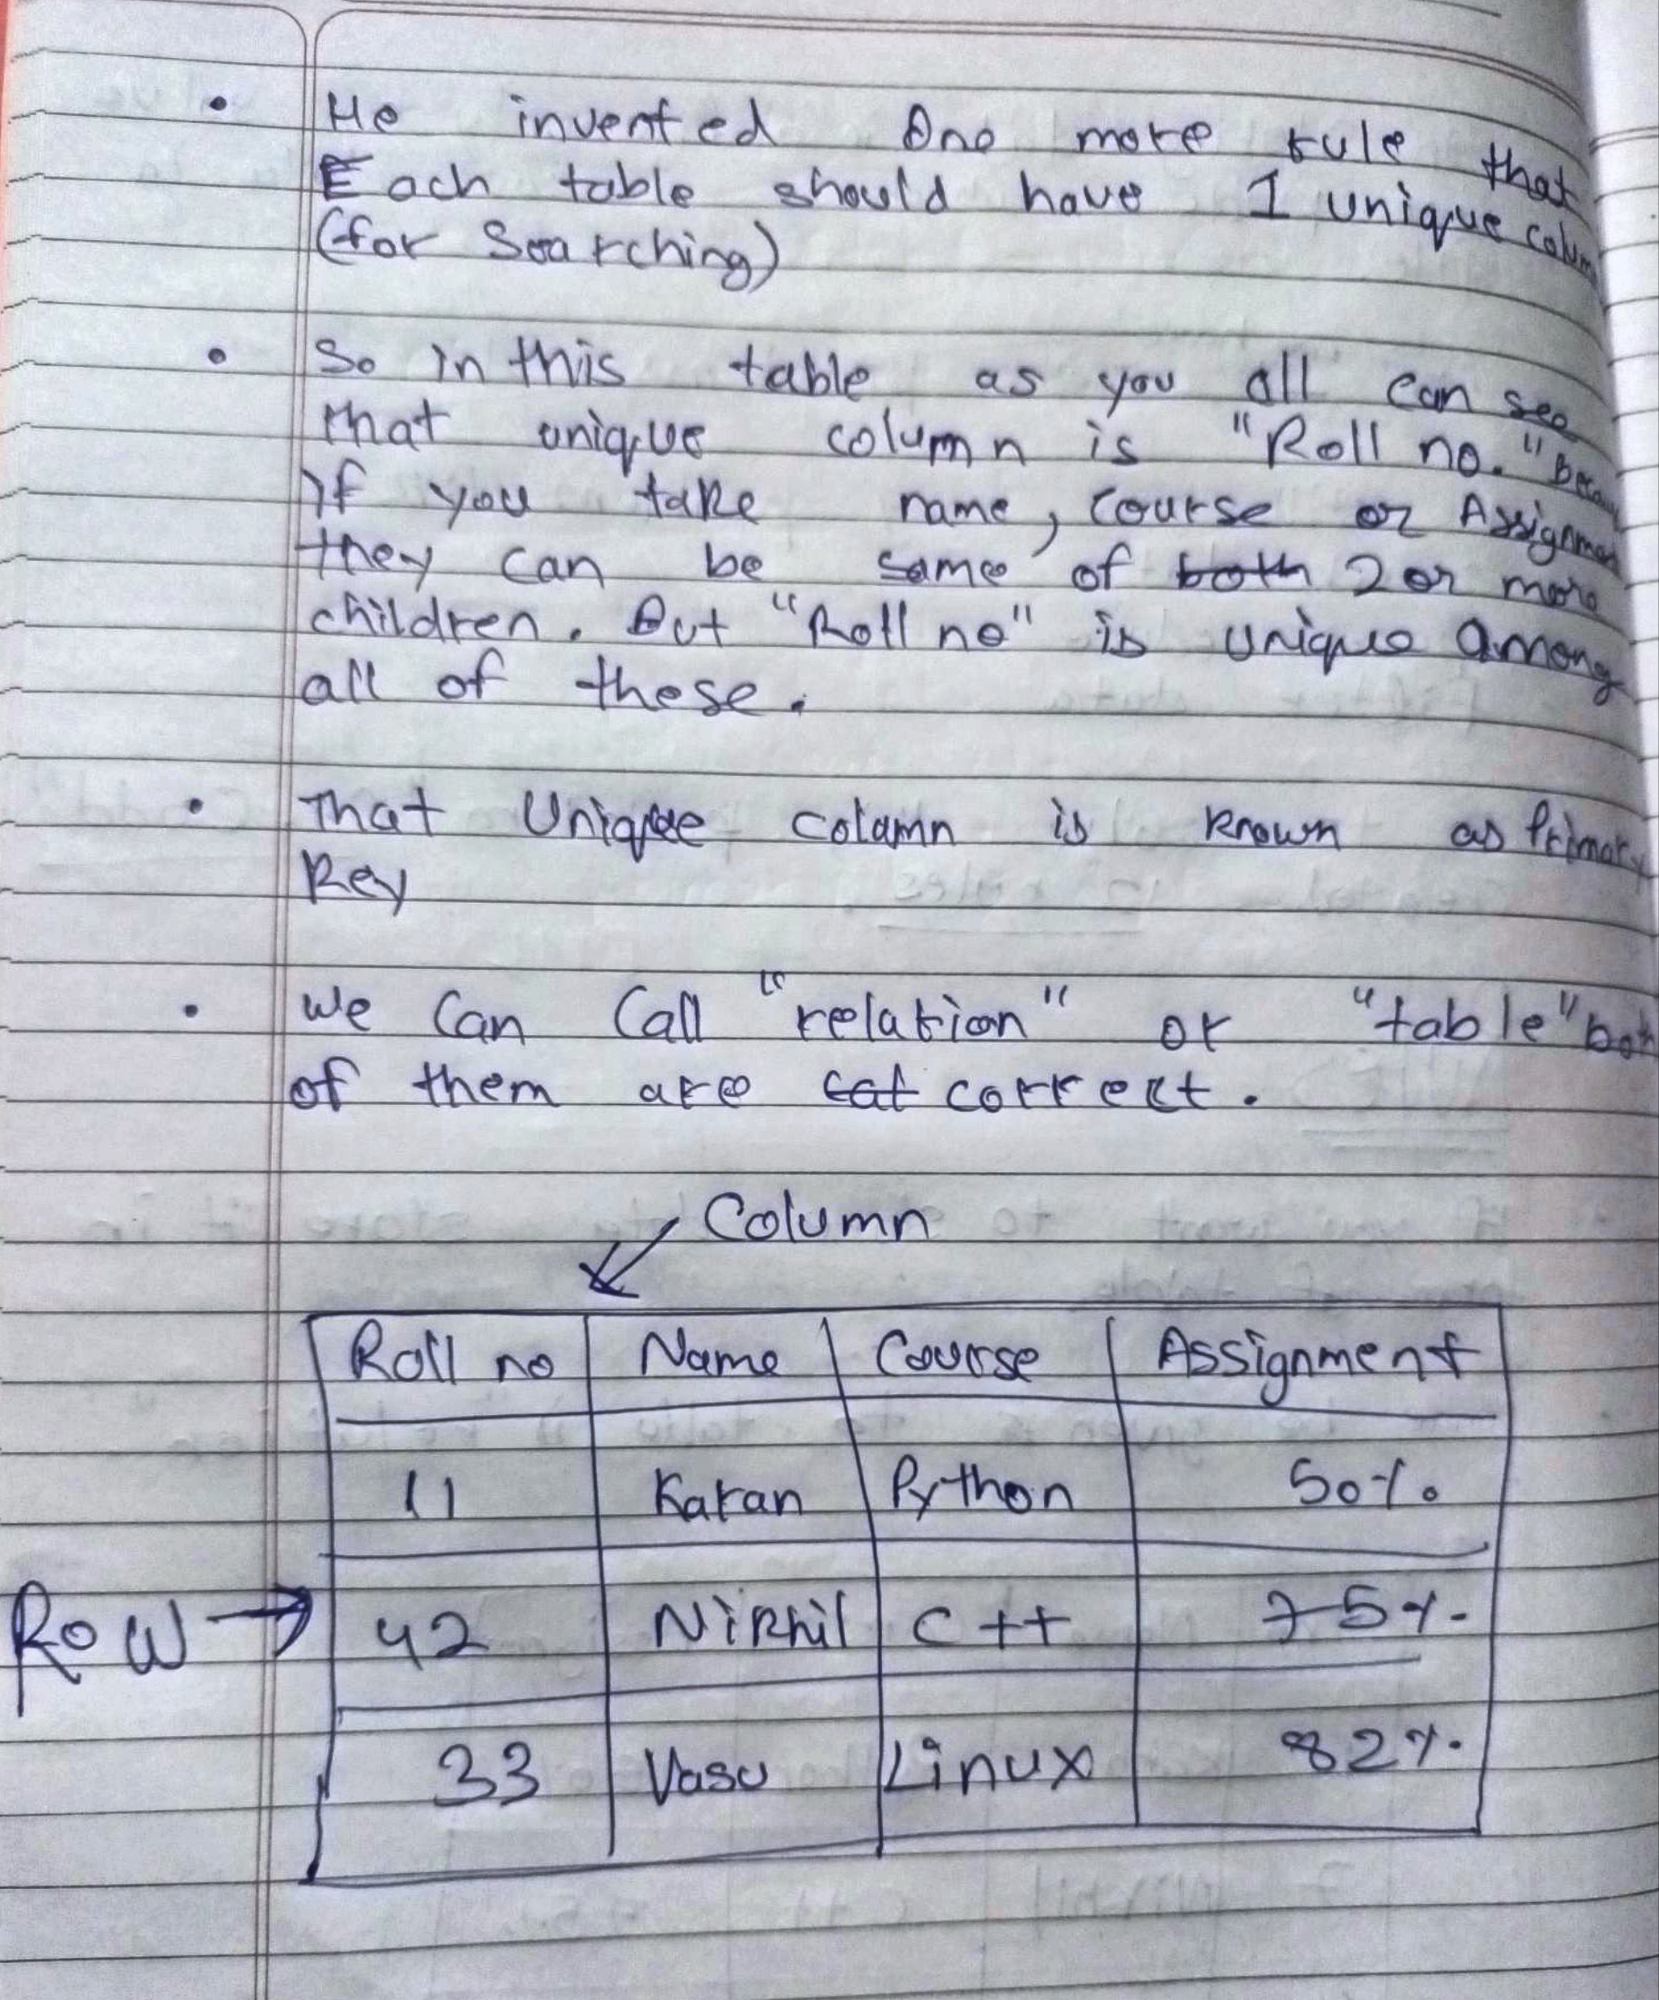 • He invented One more rule that
Each table should have 1 unique colum
(for Searching)
• So in this table as you all can see
that unique column is "Roll no."
If you take name, course or Assignmen
they can be same of both 2 or more
children. But "Roll no" is unique among
all of these.
• That Unique column is known as Primary
Key
• We Can Call "relation" or "table" both
of them are cat correct.
Column
Roll no Name Course Assignment
11 Karan Python 50%
Row → 42 Nikhil C++ 75%
33 Vasu Linux 82%